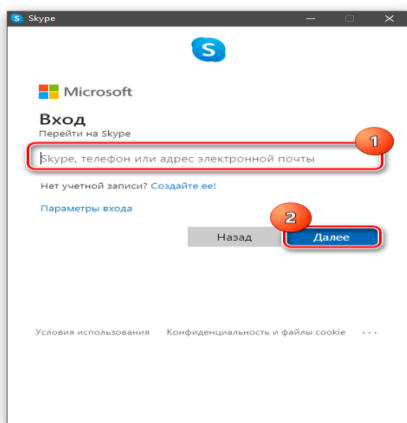 Skype
Microsoft
Вход
Перейти на Skype
1
Skype, телефон или адрес электронной почты
Нет учетной записи? Создайте ее!
Параметры входа
2
Назад Далее
Условия использования Конфиденциальность и файлы cookie ...